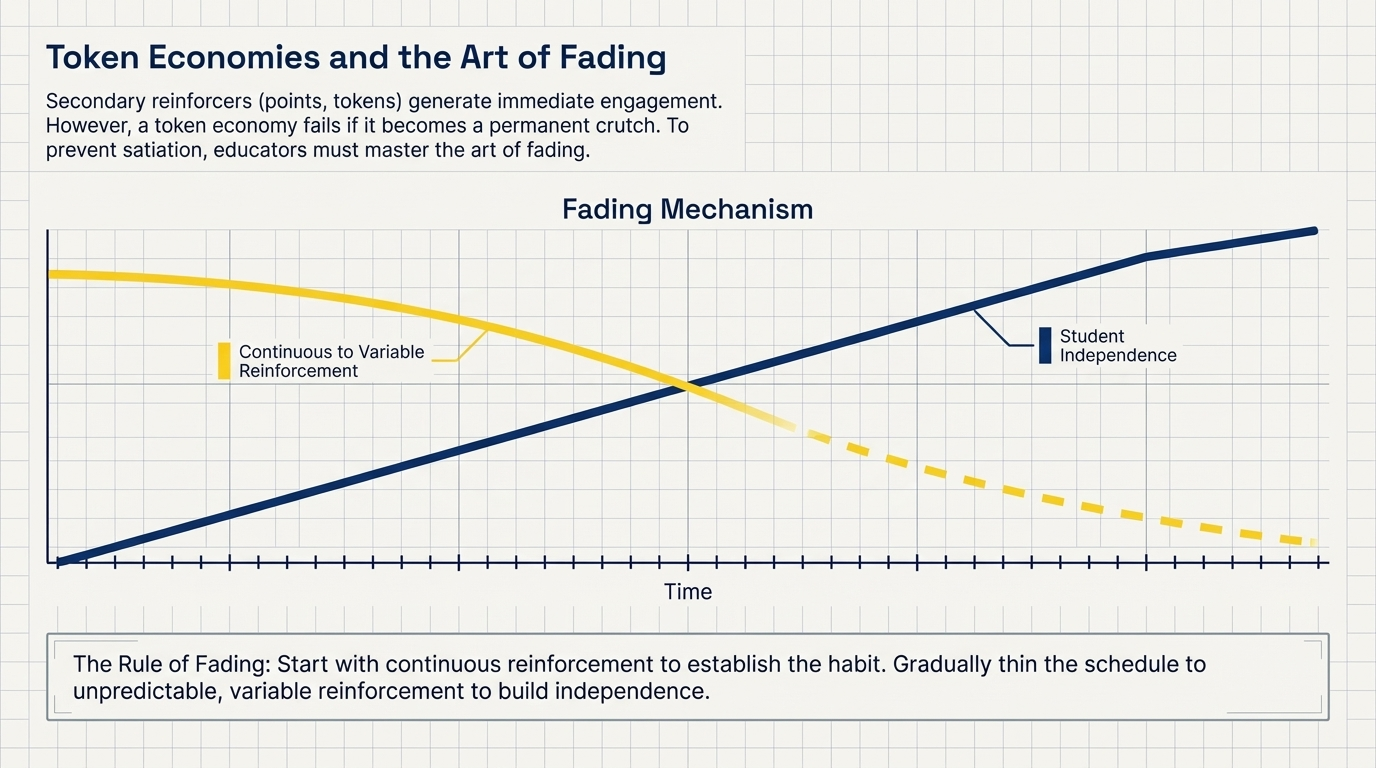 Token Economies and the Art of Fading
Secondary reinforcers (points, tokens) generate immediate engagement.
However, a token economy fails if it becomes a permanent crutch. To
prevent satiation, educators must master the art of fading.
Fading Mechanism
Continuous to Variable
Reinforcement
Student
Independence
Time
The Rule of Fading: Start with continuous reinforcement to establish the habit. Gradually thin the schedule to
unpredictable, variable reinforcement to build independence.